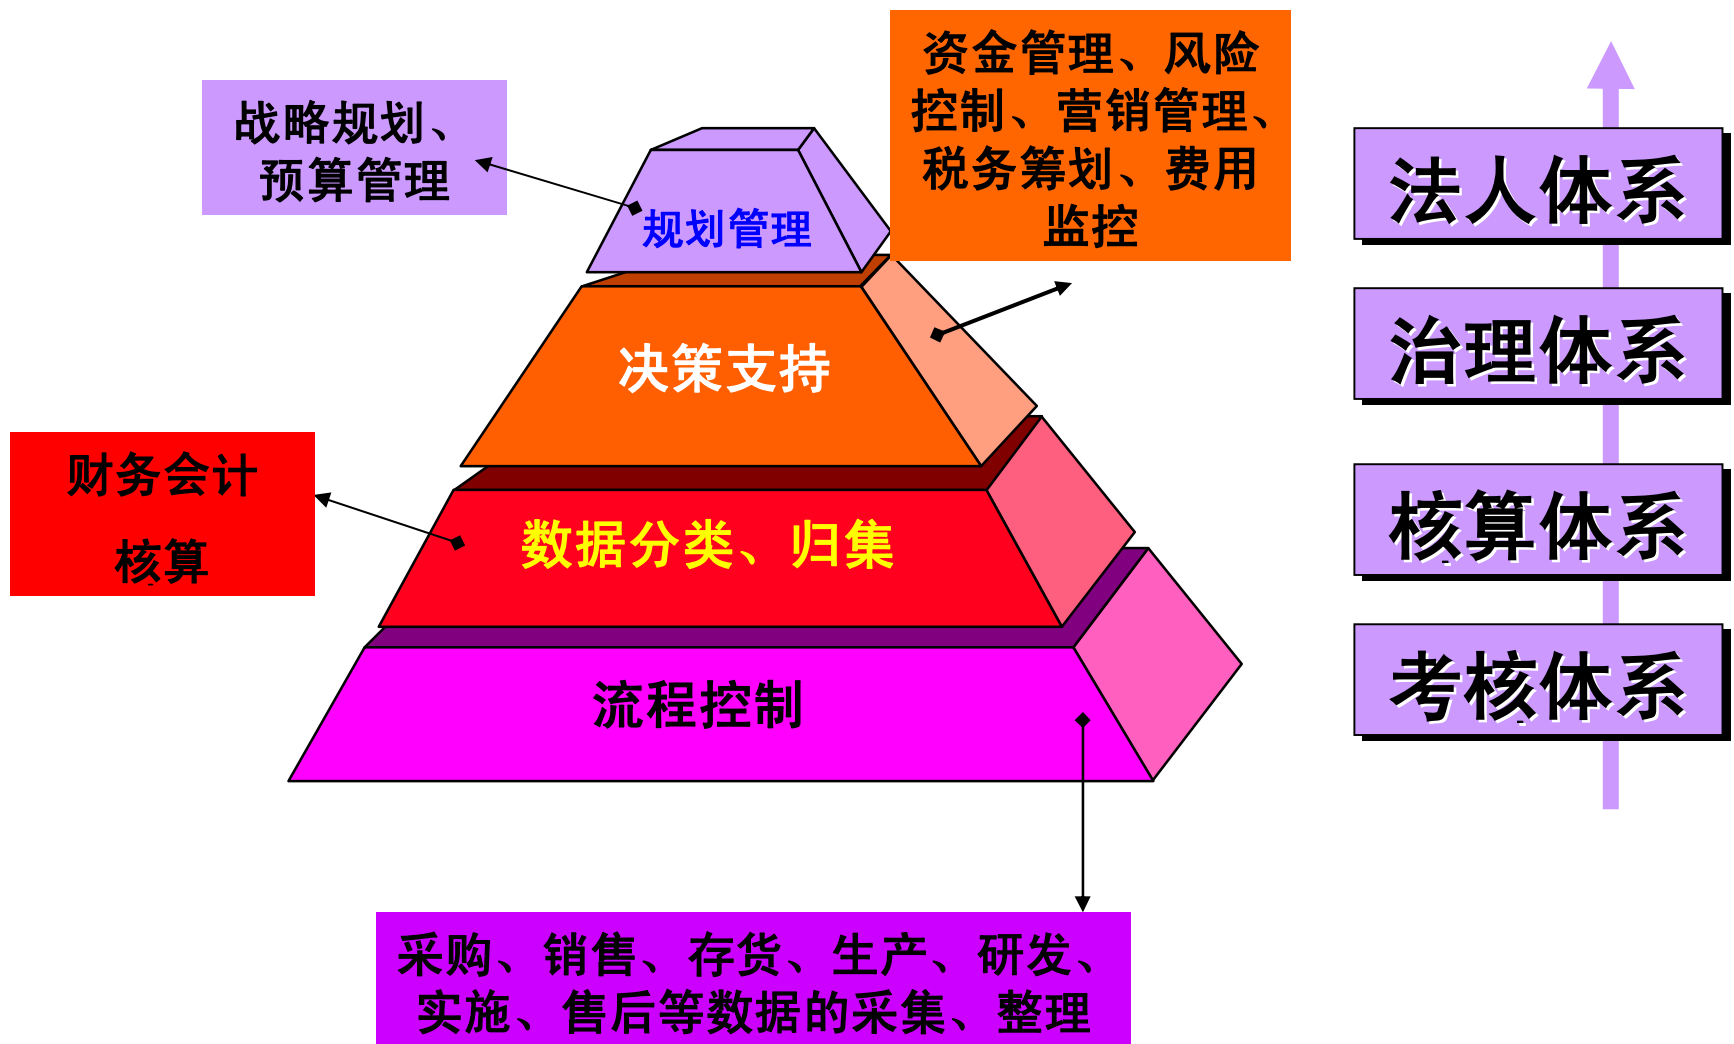 资金管理、风险
控制、营销管理、
税务筹划、费用
监控
战略规划、
预算管理
规划管理
决策支持
财务会计
核算
数据分类、归集
流程控制
采购、销售、存货、生产、研发、
实施、售后等数据的采集、整理
法人体系
治理体系
核算体系
考核体系